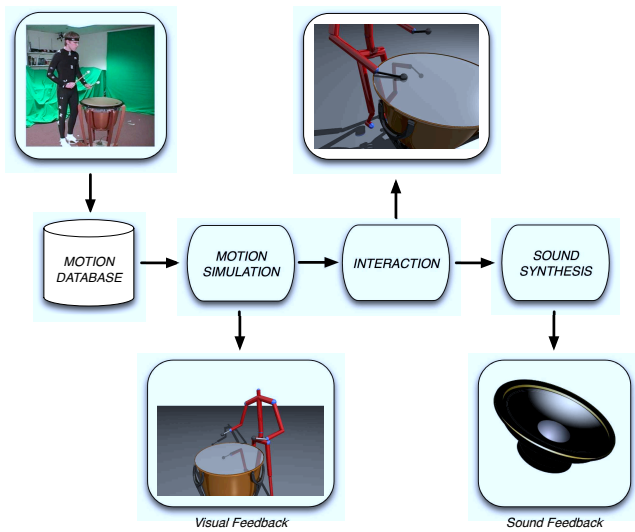 MOTION
DATABASE
MOTION
SIMULATION
INTERACTION
SOUND
SYNTHESIS
Visual Feedback
Sound Feedback